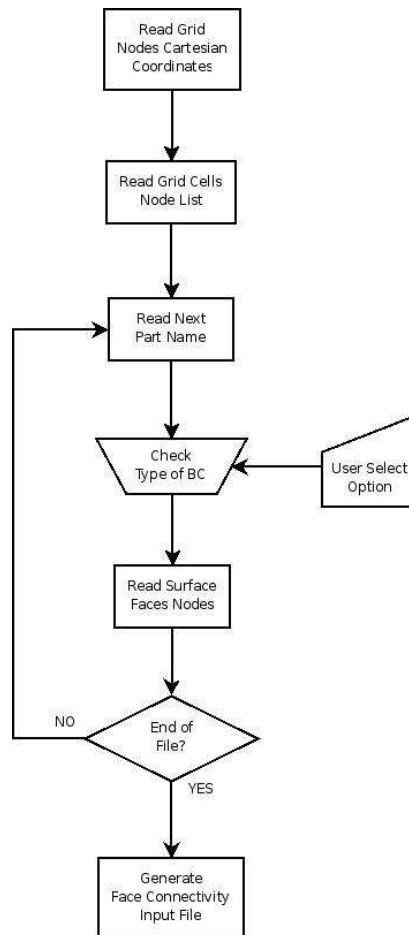 Read Grid
Nodes Cartesian
Coordinates
Read Grid Cells
Node List
Read Next
Part Name
Check
Type of BC
User Select
Option
Read Surface
Faces Nodes
NO
End of
File?
YES
Generate
Face Connectivity
Input File